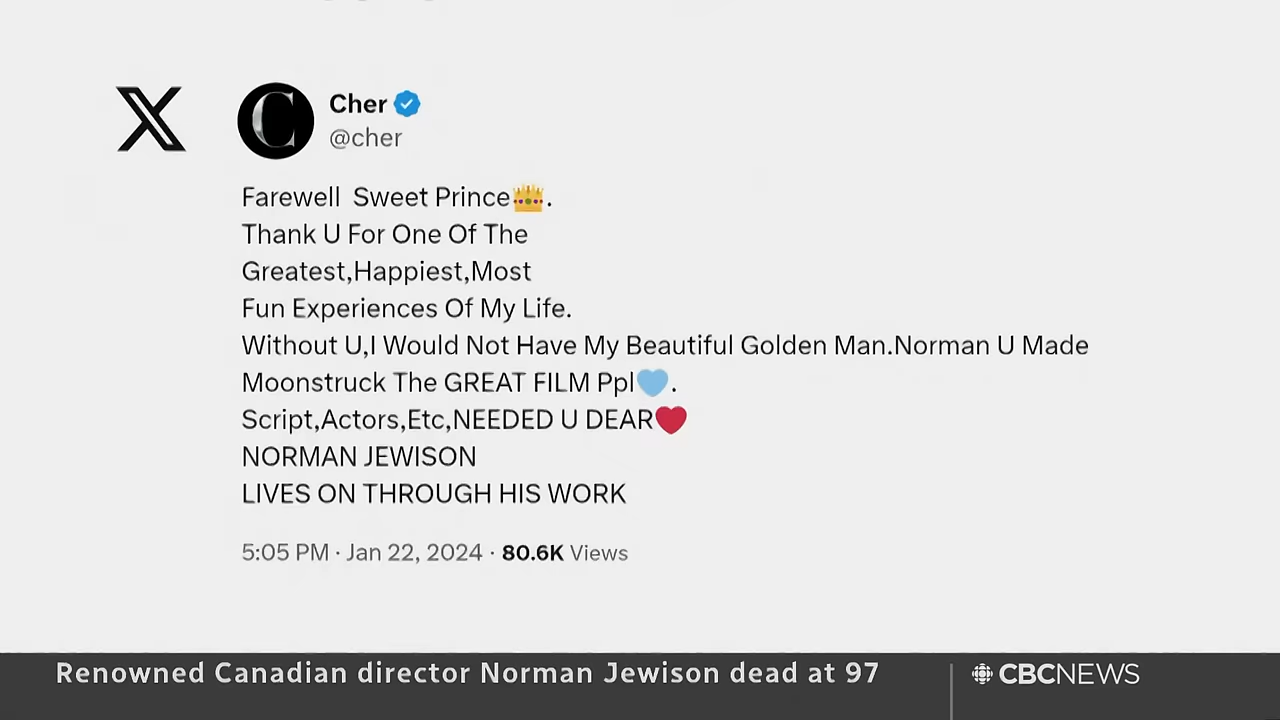 X
C
Cher
@cher
Farewell  Sweet Prince👑.
Thank U For One Of The
Greatest,Happiest,Most
Fun Experiences Of My Life.
Without U,I Would Not Have My Beautiful Golden Man.Norman U Made
Moonstruck The GREAT FILM Ppl🩵.
Script,Actors,Etc,NEEDED U DEAR❤️
NORMAN JEWISON
LIVES ON THROUGH HIS WORK
5:05 PM · Jan 22, 2024 · 80.6K Views
Renowned Canadian director Norman Jewison dead at 97
CBCNEWS